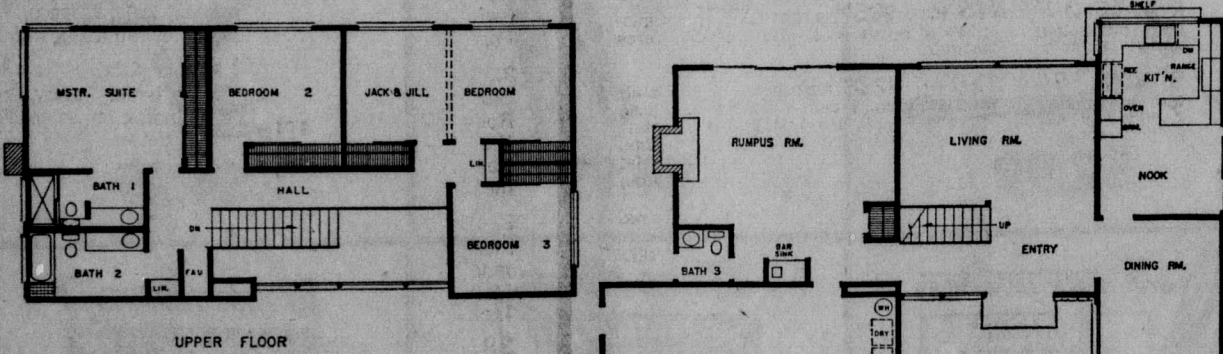 SHELF
DW
REF.
RANGE
KIT'N.
OVEN
MSTR. SUITE
BEDROOM 2
JACK & JILL
BEDROOM
RUMPUS RM.
LIVING RM.
LIN.
NOOK
BATH 1
HALL
DN
UP
BEDROOM 3
BAR
SINK
ENTRY
BATH 2
FAU
BATH 3
DINING RM.
LIN.
WH
DRY
UPPER FLOOR